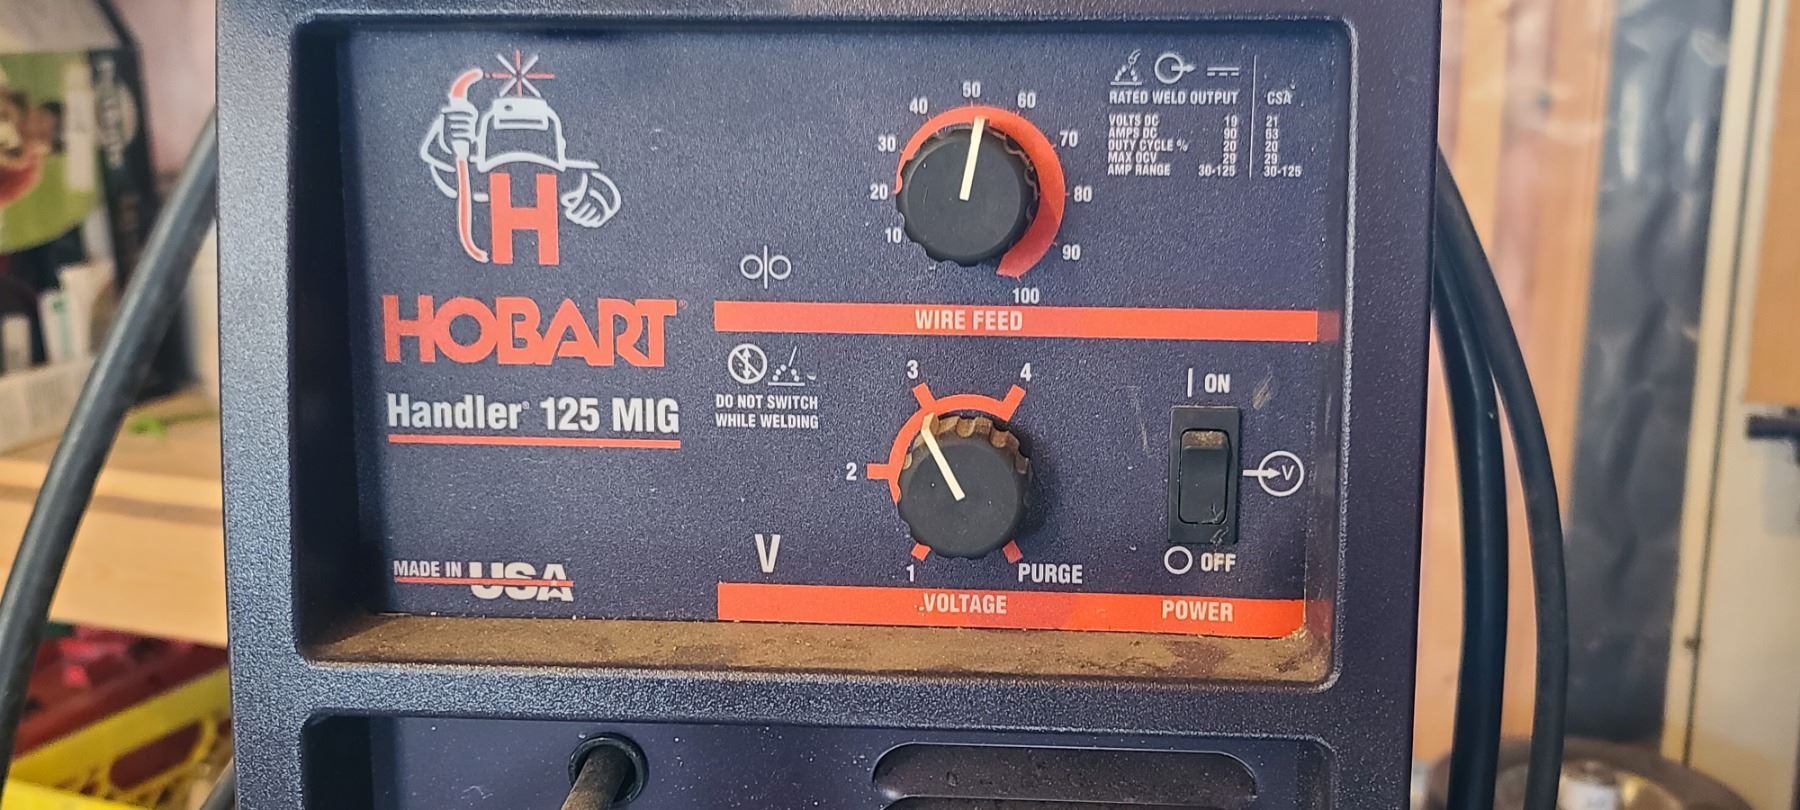 H
HOBART®
Handler® 125 MIG
MADE IN USA
10
20
30
40
50
60
70
80
90
100
WIRE FEED
RATED WELD OUTPUT CSA
VOLTS DC 19 21
AMPS DC 90 63
DUTY CYCLE % 20 20
MAX OCV 29 29
AMP RANGE 30-125 30-125
DO NOT SWITCH
WHILE WELDING
V
1
2
3
4
PURGE
VOLTAGE
| ON
V
O OFF
POWER